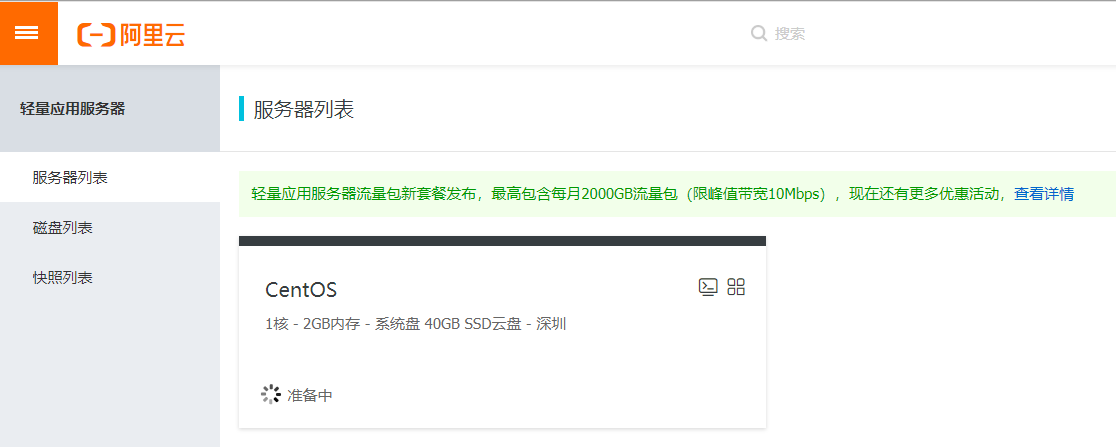 阿里云
搜索
轻量应用服务器
服务器列表
磁盘列表
快照列表
服务器列表
轻量应用服务器流量包新套餐发布，最高包含每月2000GB流量包（限峰值带宽10Mbps），现在还有更多优惠活动，查看详情
CentOS
1核 - 2GB内存 - 系统盘 40GB SSD云盘 - 深圳
准备中